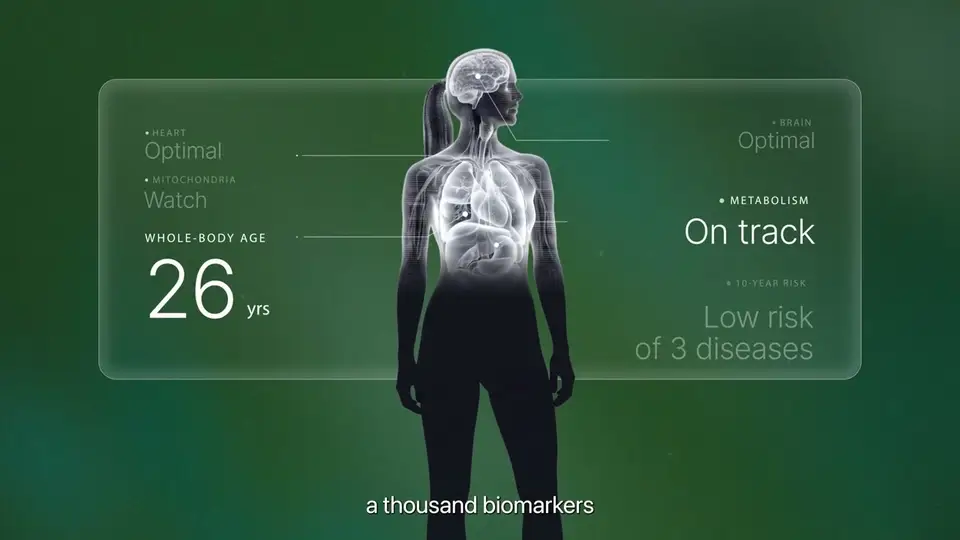 HEART
Optimal
MITOCHONDRIA
Watch
WHOLE-BODY AGE
26 yrs
BRAIN
Optimal
METABOLISM
On track
10-YEAR RISK
Low risk
of 3 diseases
a thousand biomarkers